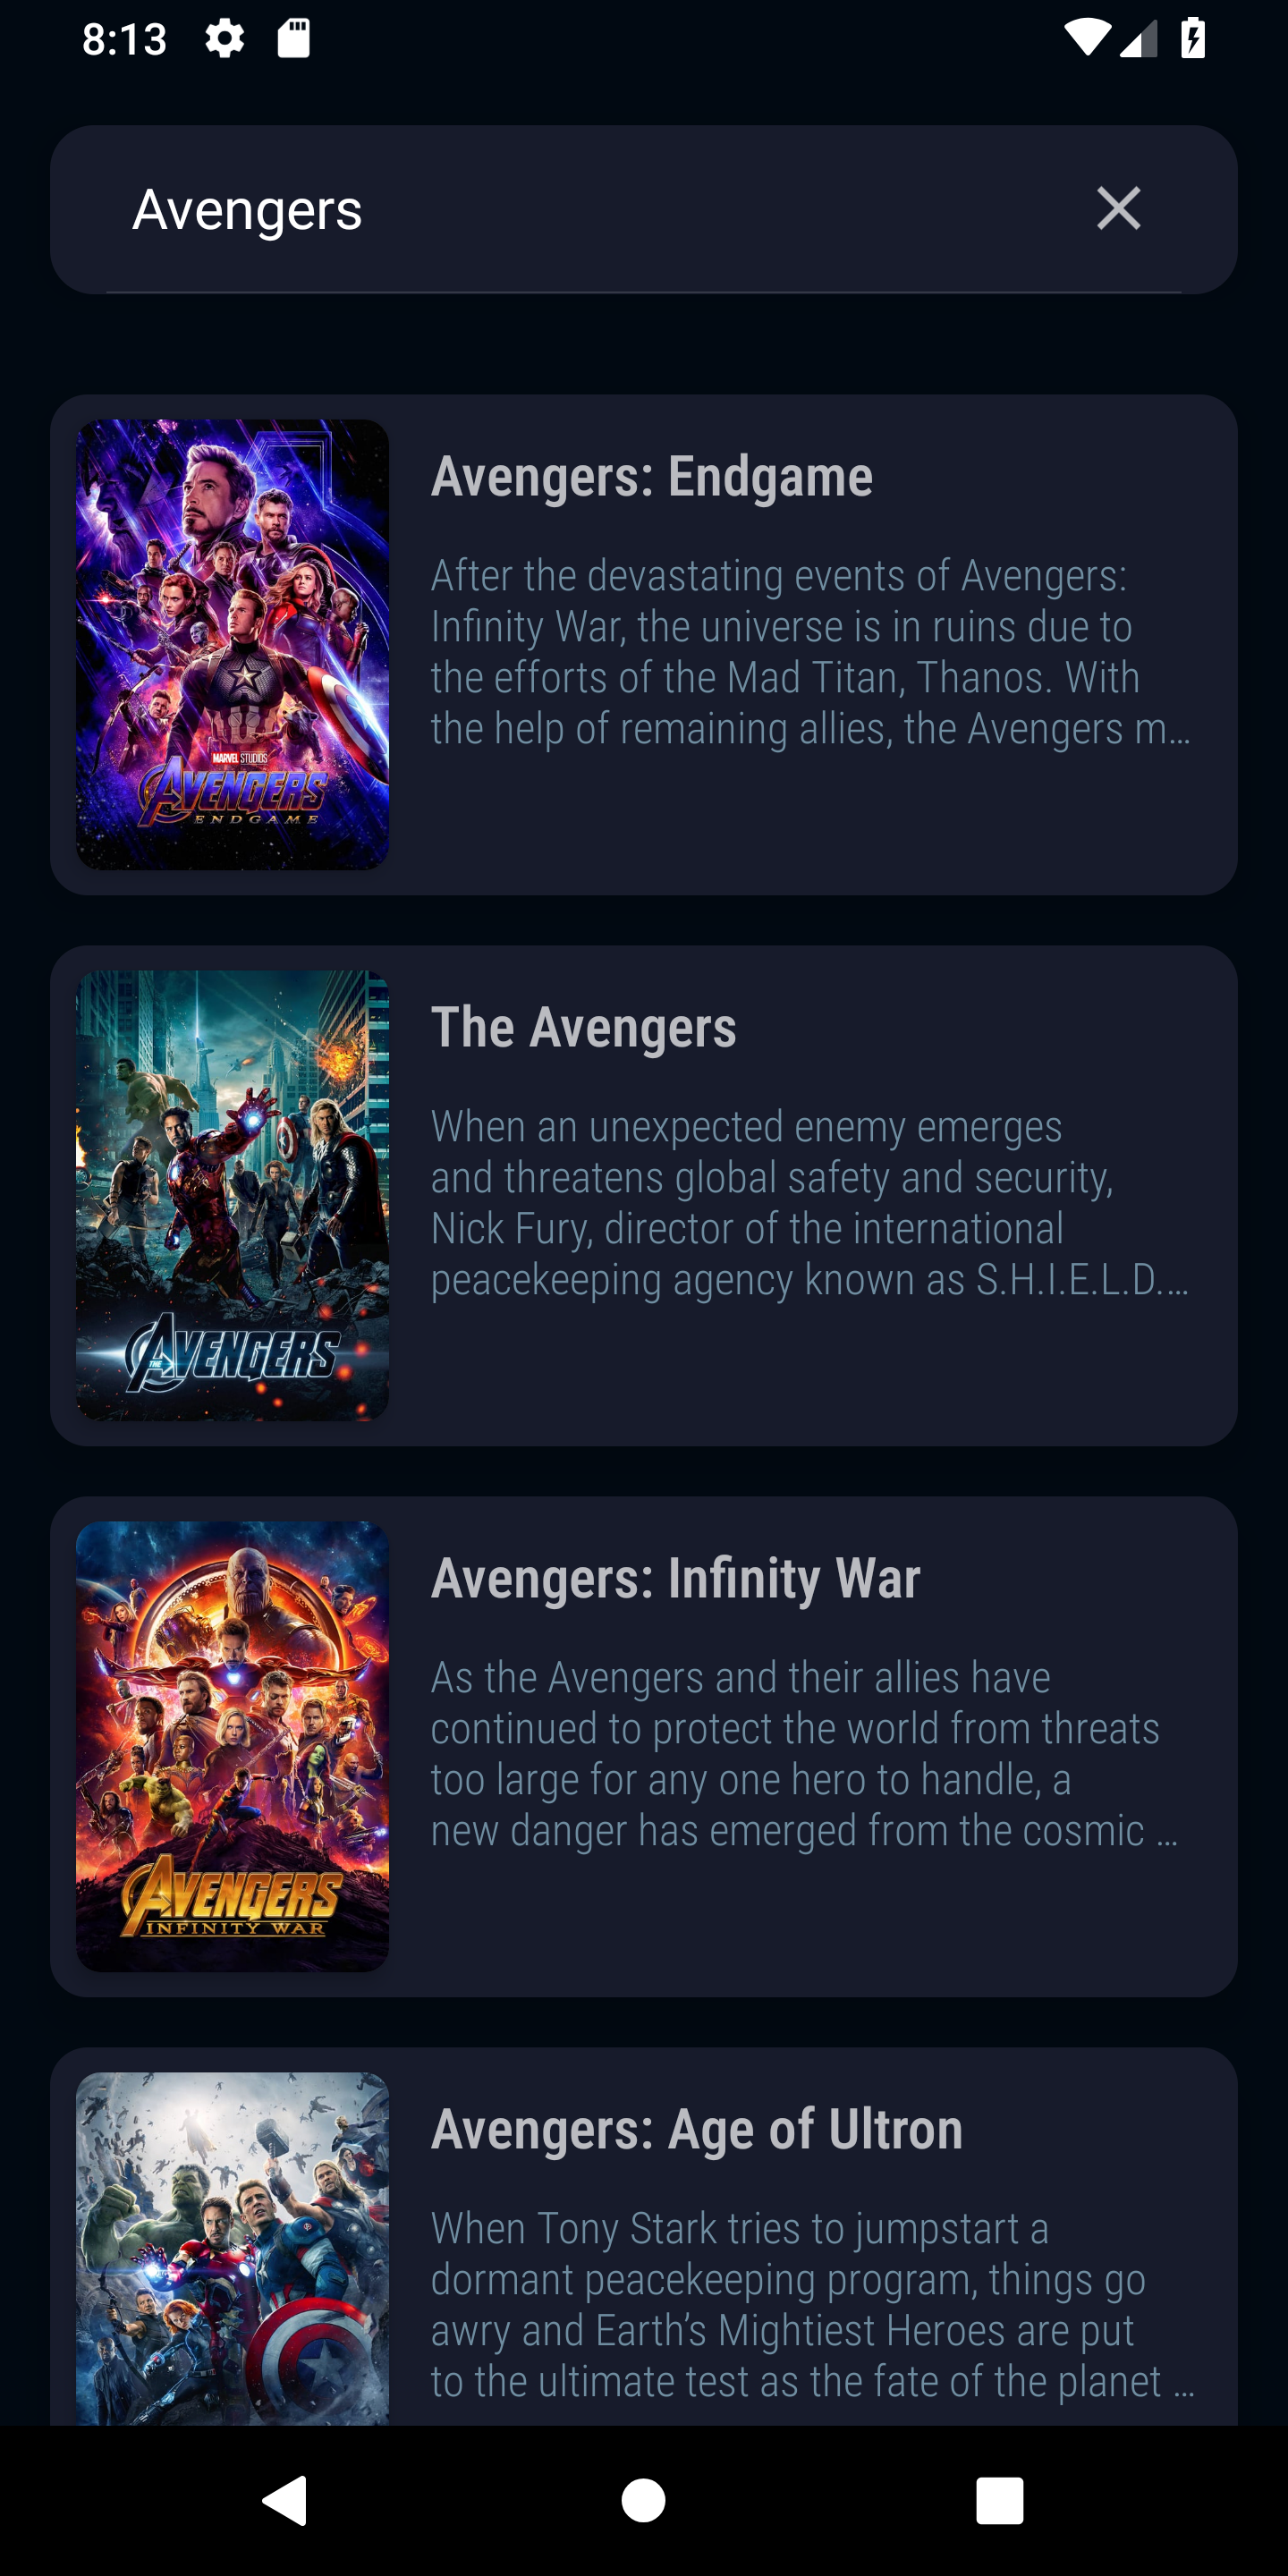 8:13
Avengers
Avengers: Endgame
After the devastating events of Avengers:
Infinity War, the universe is in ruins due to
the efforts of the Mad Titan, Thanos. With
the help of remaining allies, the Avengers m…
MARVEL STUDIOS
AVENGERS
ENDGAME
The Avengers
When an unexpected enemy emerges
and threatens global safety and security,
Nick Fury, director of the international
peacekeeping agency known as S.H.I.E.L.D.…
THE AVENGERS
Avengers: Infinity War
As the Avengers and their allies have
continued to protect the world from threats
too large for any one hero to handle, a
new danger has emerged from the cosmic …
AVENGERS
INFINITY WAR
Avengers: Age of Ultron
When Tony Stark tries to jumpstart a
dormant peacekeeping program, things go
awry and Earth’s Mightiest Heroes are put
to the ultimate test as the fate of the planet …